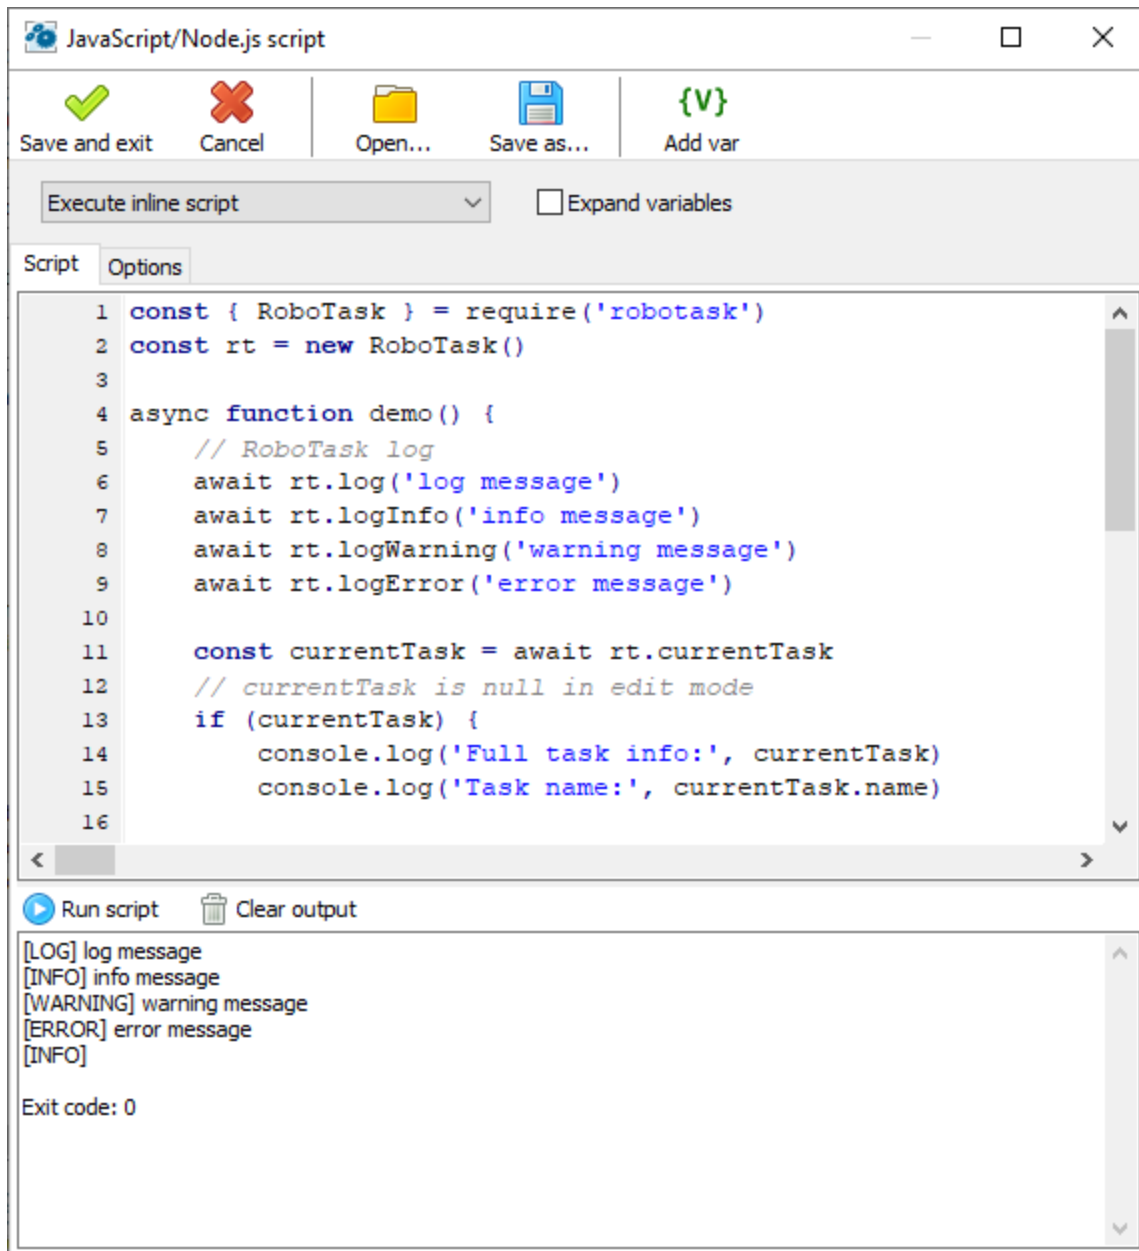 JavaScript/Node.js script
Save and exit Cancel Open... Save as... {V} Add var
Execute inline script Expand variables
Script Options
1 const { RoboTask } = require('robotask')
2 const rt = new RoboTask()
3
4 async function demo() {
5     // RoboTask log
6     await rt.log('log message')
7     await rt.logInfo('info message')
8     await rt.logWarning('warning message')
9     await rt.logError('error message')
10
11     const currentTask = await rt.currentTask
12     // currentTask is null in edit mode
13     if (currentTask) {
14         console.log('Full task info:', currentTask)
15         console.log('Task name:', currentTask.name)
16
Run script Clear output
[LOG] log message
[INFO] info message
[WARNING] warning message
[ERROR] error message
[INFO]
Exit code: 0